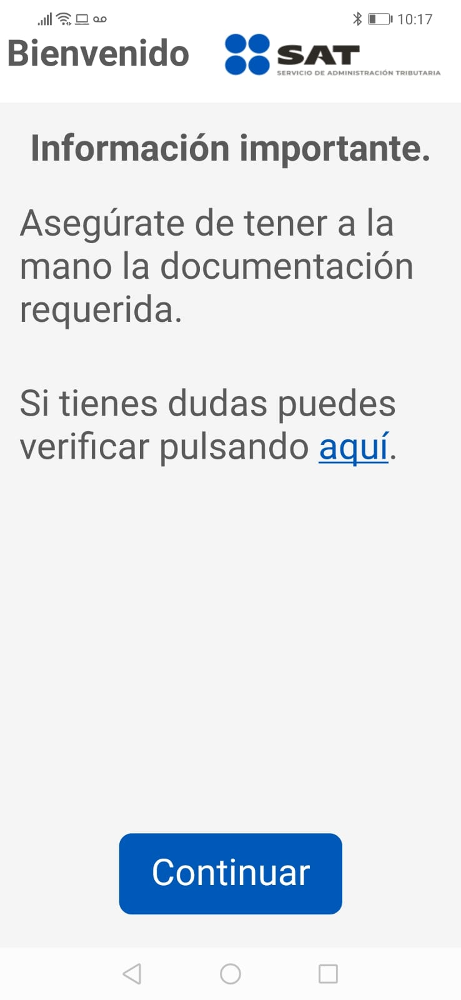 10:17
Bienvenido
SAT
SERVICIO DE ADMINISTRACIÓN TRIBUTARIA
Información importante.
Asegúrate de tener a la
mano la documentación
requerida.
Si tienes dudas puedes
verificar pulsando aquí.
Continuar